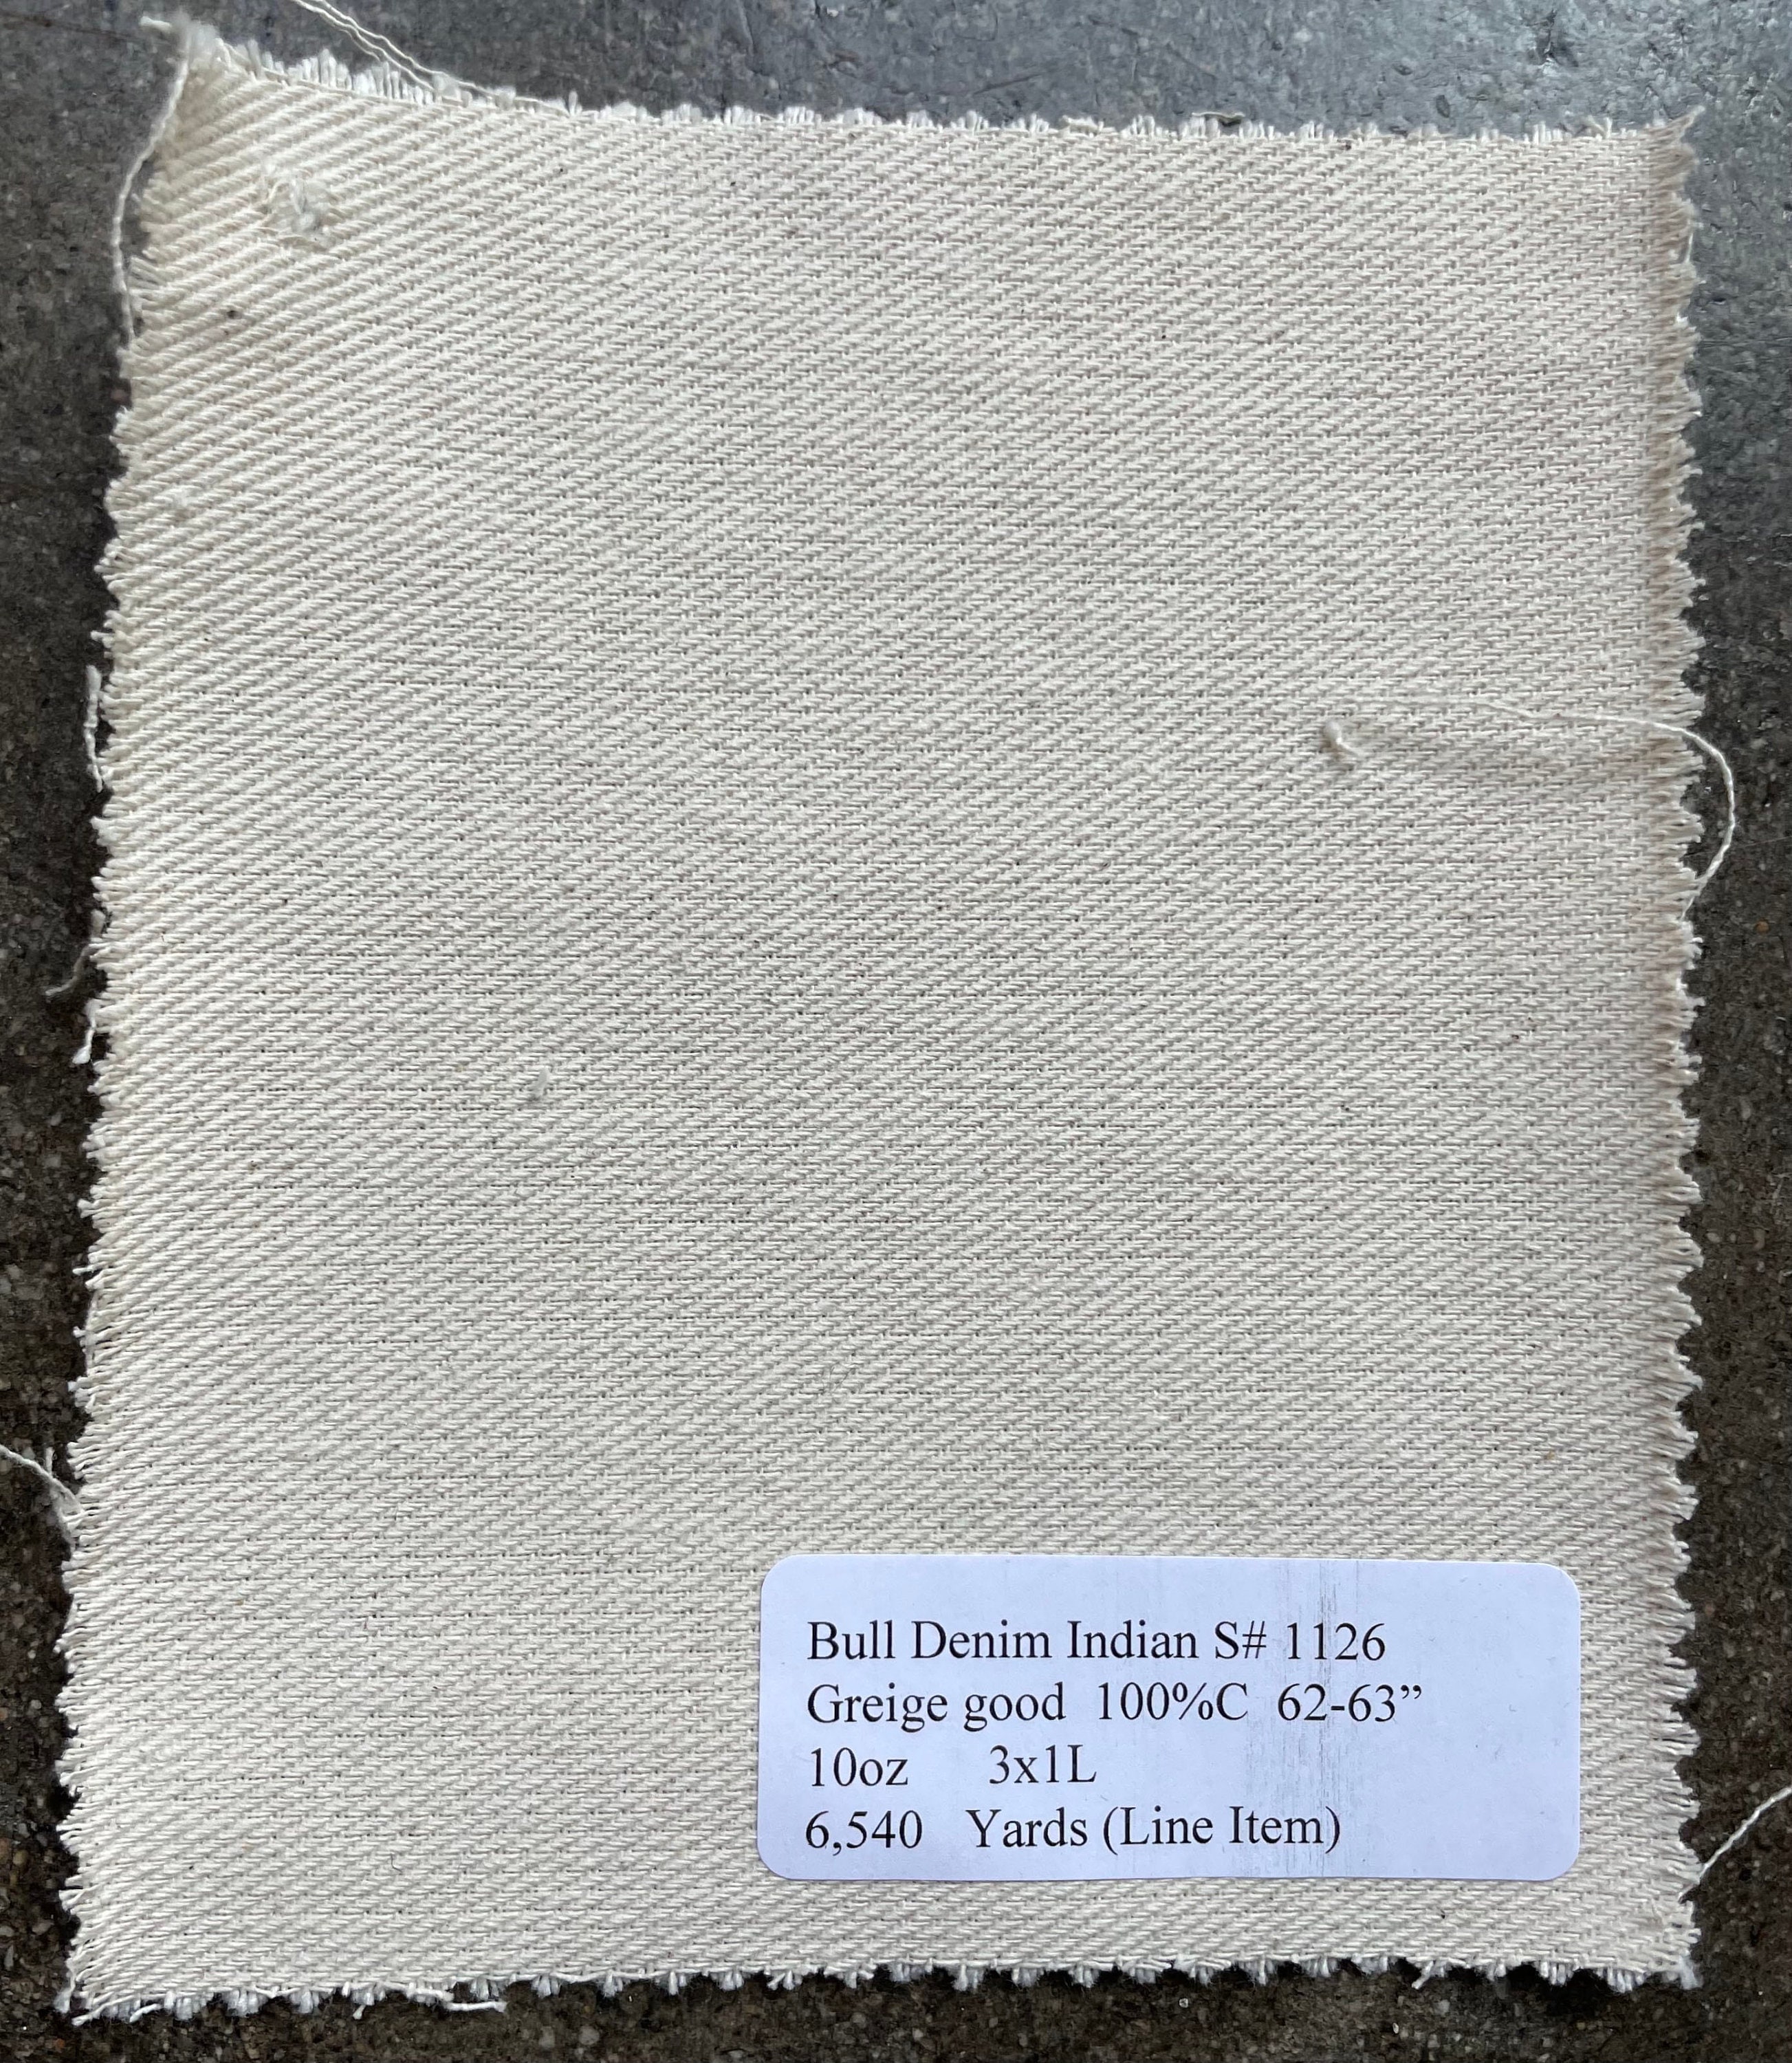 Bull Denim Indian S# 1126
Greige good 100%C 62-63”
10oz 3x1L
6,540 Yards (Line Item)